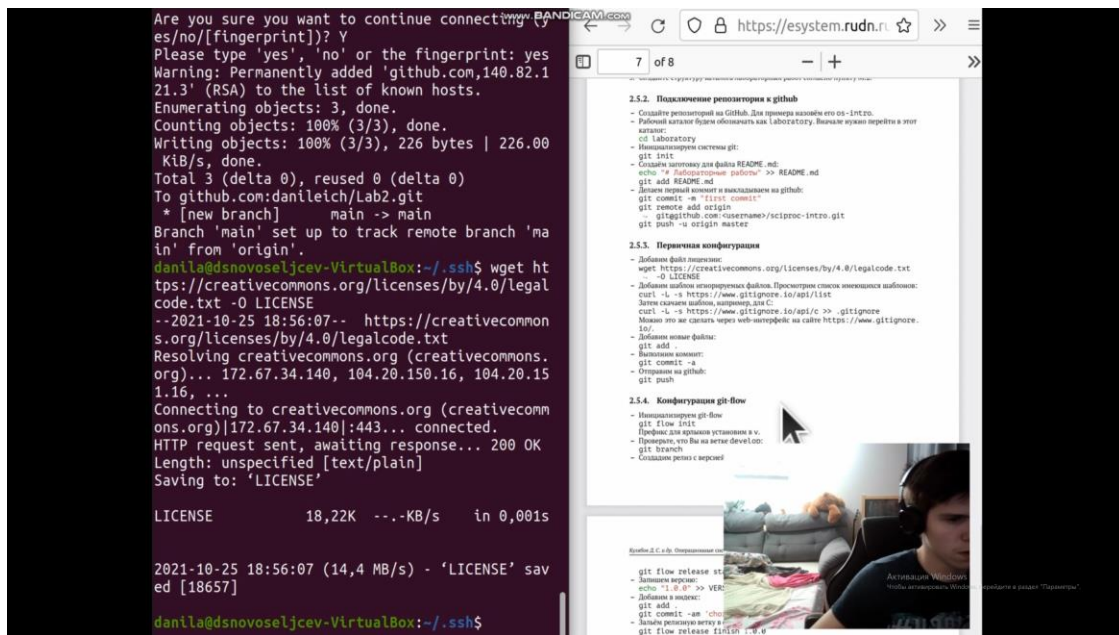 Are you sure you want to continue connecting (y
es/no/[fingerprint])? Y
Please type 'yes', 'no' or the fingerprint: yes
Warning: Permanently added 'github.com,140.82.1
21.3' (RSA) to the list of known hosts.
Enumerating objects: 3, done.
Counting objects: 100% (3/3), done.
Writing objects: 100% (3/3), 226 bytes | 226.00
KiB/s, done.
Total 3 (delta 0), reused 0 (delta 0)
To github.com:danileich/Lab2.git
* [new branch] main -> main
Branch 'main' set up to track remote branch 'ma
in' from 'origin'.
danila@dsnovoseljcev-VirtualBox:~/.ssh$ wget ht
tps://creativecommons.org/licenses/by/4.0/legal
code.txt -O LICENSE
--2021-10-25 18:56:07-- https://creativecommon
s.org/licenses/by/4.0/legalcode.txt
Resolving creativecommons.org (creativecommons.
org)... 172.67.34.140, 104.20.150.16, 104.20.15
1.16, ...
Connecting to creativecommons.org (creativecomm
ons.org)|172.67.34.140|:443... connected.
HTTP request sent, awaiting response... 200 OK
Length: unspecified [text/plain]
Saving to: ‘LICENSE’
LICENSE 18,22K --.-KB/s in 0,001s
2021-10-25 18:56:07 (14,4 MB/s) - ‘LICENSE’ sav
ed [18657]
danila@dsnovoseljcev-VirtualBox:~/.ssh$
www.BANDICAM.com
https://esystem.rudn.ru
7 of 8
2.5.2. Подключение репозитория к github
– Создайте репозиторий на GitHub. Для примера назовём его os-intro.
– Рабочий каталог будем обозначать как laboratory. Вначале нужно перейти в этот
каталог:
cd laboratory
– Инициализируем системы git:
git init
– Создаём заготовку для файла README.md:
echo "# Лабораторные работы" >> README.md
git add README.md
– Делаем первый коммит и выкладываем на github:
git commit -m "first commit"
git remote add origin
git@github.com:<username>/sciproc-intro.git
git push -u origin master
2.5.3. Первичная конфигурация
– Добавим файл лицензии:
wget https://creativecommons.org/licenses/by/4.0/legalcode.txt
-O LICENSE
– Добавим шаблон игнорируемых файлов. Просмотрим список имеющихся шаблонов:
curl -L -s https://www.gitignore.io/api/list
Затем скачаем шаблон, например, для C:
curl -L -s https://www.gitignore.io/api/c >> .gitignore
Можно это же сделать через web-интерфейс на сайте https://www.gitignore.
io/.
– Добавим новые файлы:
git add .
– Выполним коммит:
git commit -a
– Отправим на github:
git push
2.5.4. Конфигурация git-flow
– Инициализируем git-flow
git flow init
Префикс для ярлыков установим в v.
– Проверьте, что Вы на ветке develop:
git branch
– Создадим релиз с версией
Кулябов Д. С. и др. Операционные
git flow release
– Запишем версию:
echo "1.0.0" >>
– Добавим в индекс:
git add .
git commit -am
– Зальём релизную ветку в
git flow release finish 1.0.0
Активация Windows
Чтобы активировать Windows, перейдите в раздел "Параметры".